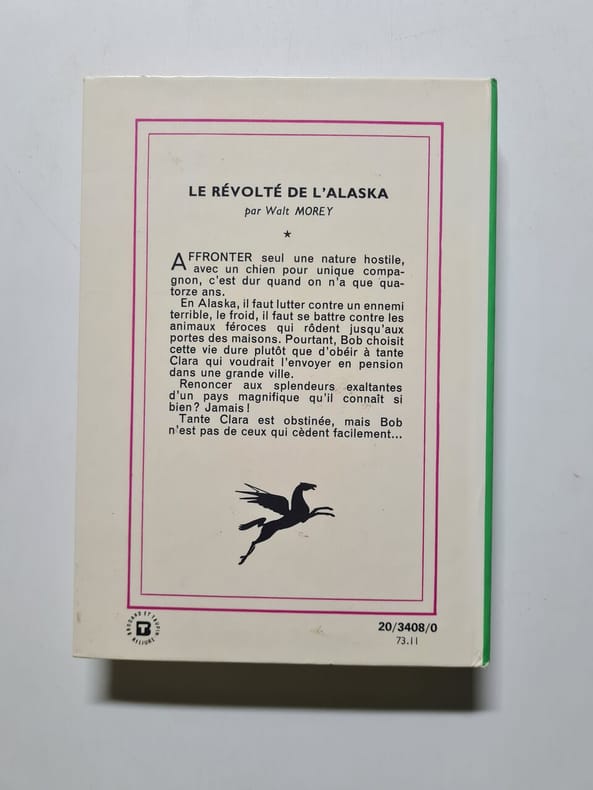 LE RÉVOLTÉ DE L'ALASKA
par Walt MOREY
*
AFFRONTER seul une nature hostile,
avec un chien pour unique compa-
gnon, c'est dur quand on n'a que qua-
torze ans.
En Alaska, il faut lutter contre un ennemi
terrible, le froid, il faut se battre contre les
animaux féroces qui rôdent jusqu'aux
portes des maisons. Pourtant, Bob choisit
cette vie dure plutôt que d'obéir à tante
Clara qui voudrait l'envoyer en pension
dans une grande ville.
Renoncer aux splendeurs exaltantes
d'un pays magnifique qu'il connaît si
bien? Jamais!
Tante Clara est obstinée, mais Bob
n'est pas de ceux qui cèdent facilement...
BRODARD ET TAUPIN
RELIURE
20/3408/0
73.11